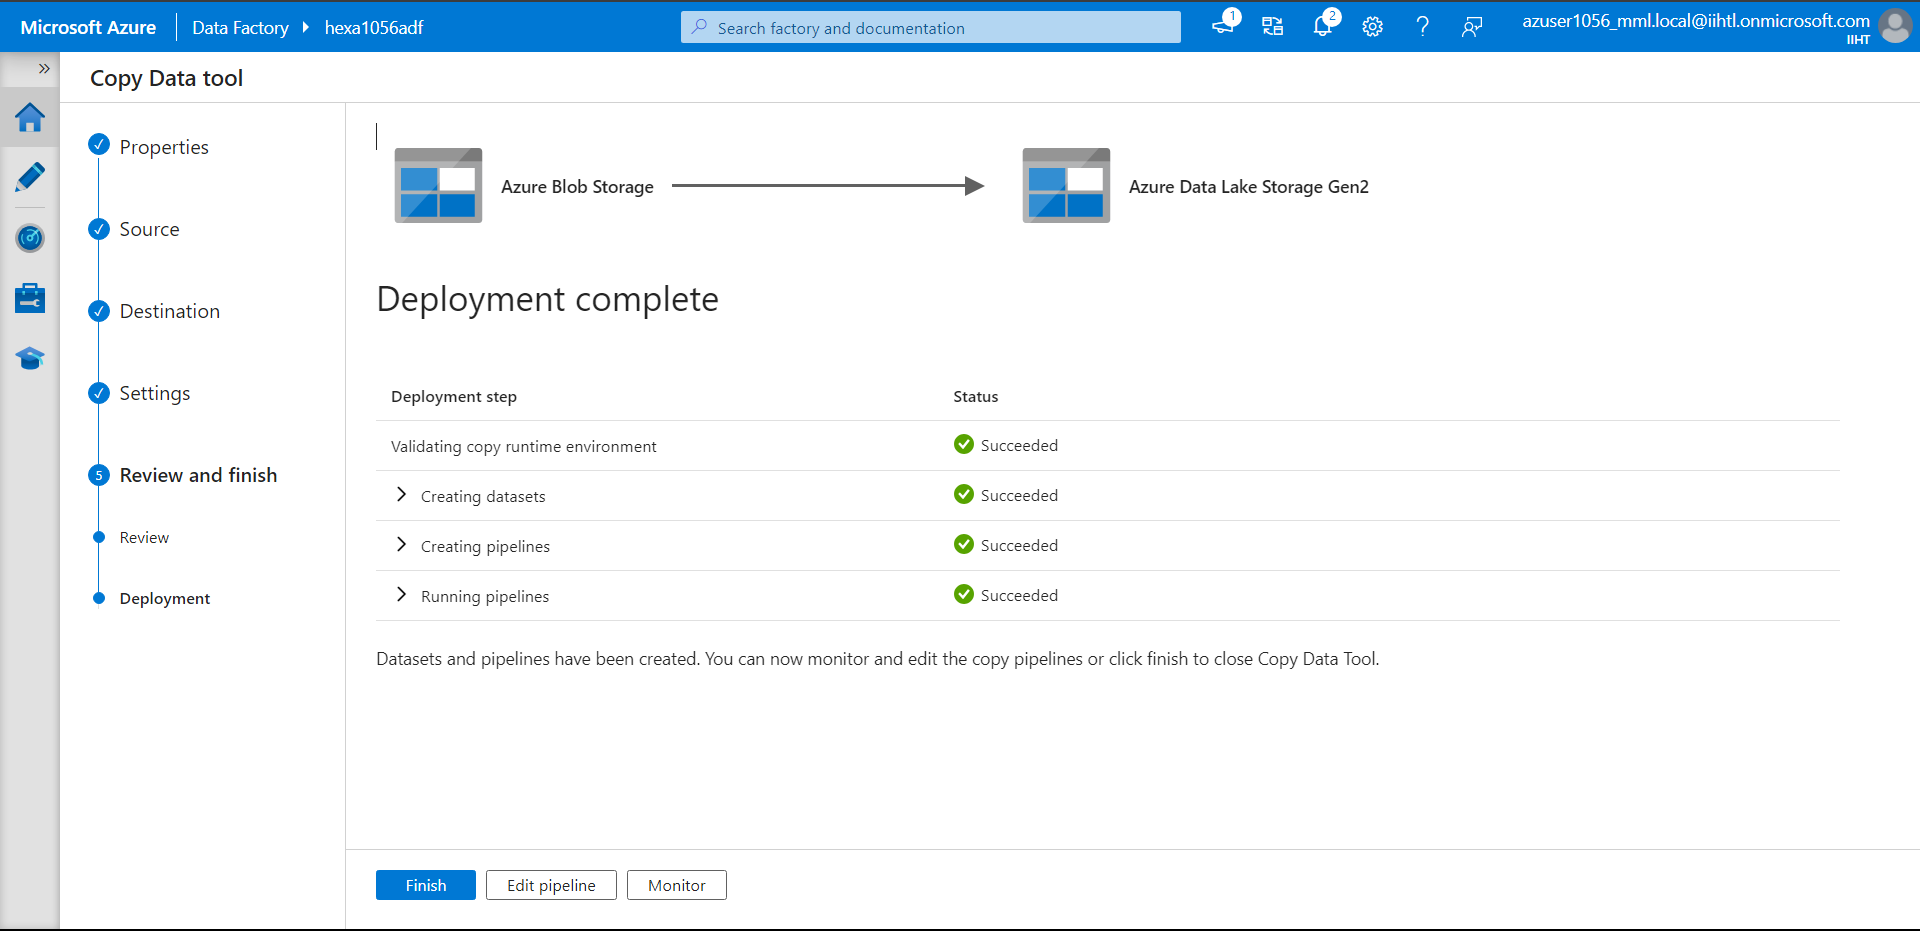 Microsoft Azure
Data Factory
hexa1056adf
Search factory and documentation
1
2
azuser1056_mml.local@iihtl.onmicrosoft.com
IIHT
Copy Data tool
Properties
Source
Destination
Settings
5
Review and finish
Review
Deployment
Azure Blob Storage
Azure Data Lake Storage Gen2
Deployment complete
Deployment step Status
Validating copy runtime environment Succeeded
Creating datasets Succeeded
Creating pipelines Succeeded
Running pipelines Succeeded
Datasets and pipelines have been created. You can now monitor and edit the copy pipelines or click finish to close Copy Data Tool.
Finish Edit pipeline Monitor